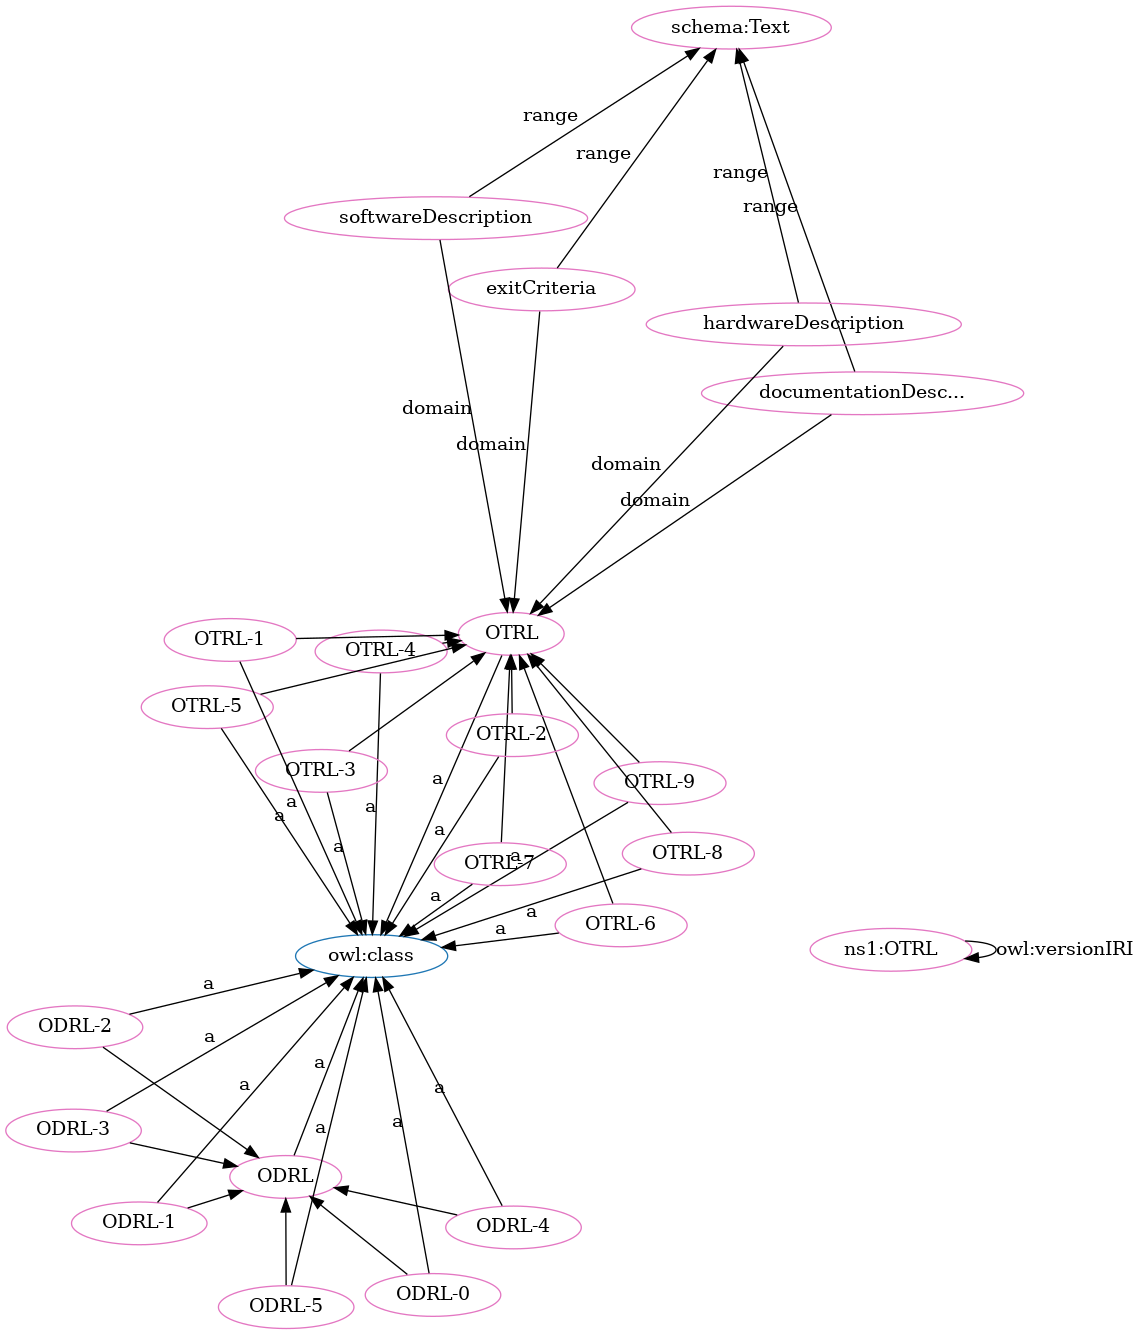 schema:Text
range
range
range
range
softwareDescription
exitCriteria
hardwareDescription
documentationDesc...
domain
domain
domain
domain
OTRL
OTRL-1
OTRL-4
OTRL-5
OTRL-2
OTRL-3
OTRL-9
a
a
a
a
a
a
OTRL-8
a
OTRL-7
a
a
OTRL-6
a
owl:class
ns1:OTRL
owl:versionIRI
a
ODRL-2
a
a
a
a
a
a
ODRL-3
ODRL
ODRL-1
ODRL-4
ODRL-0
ODRL-5